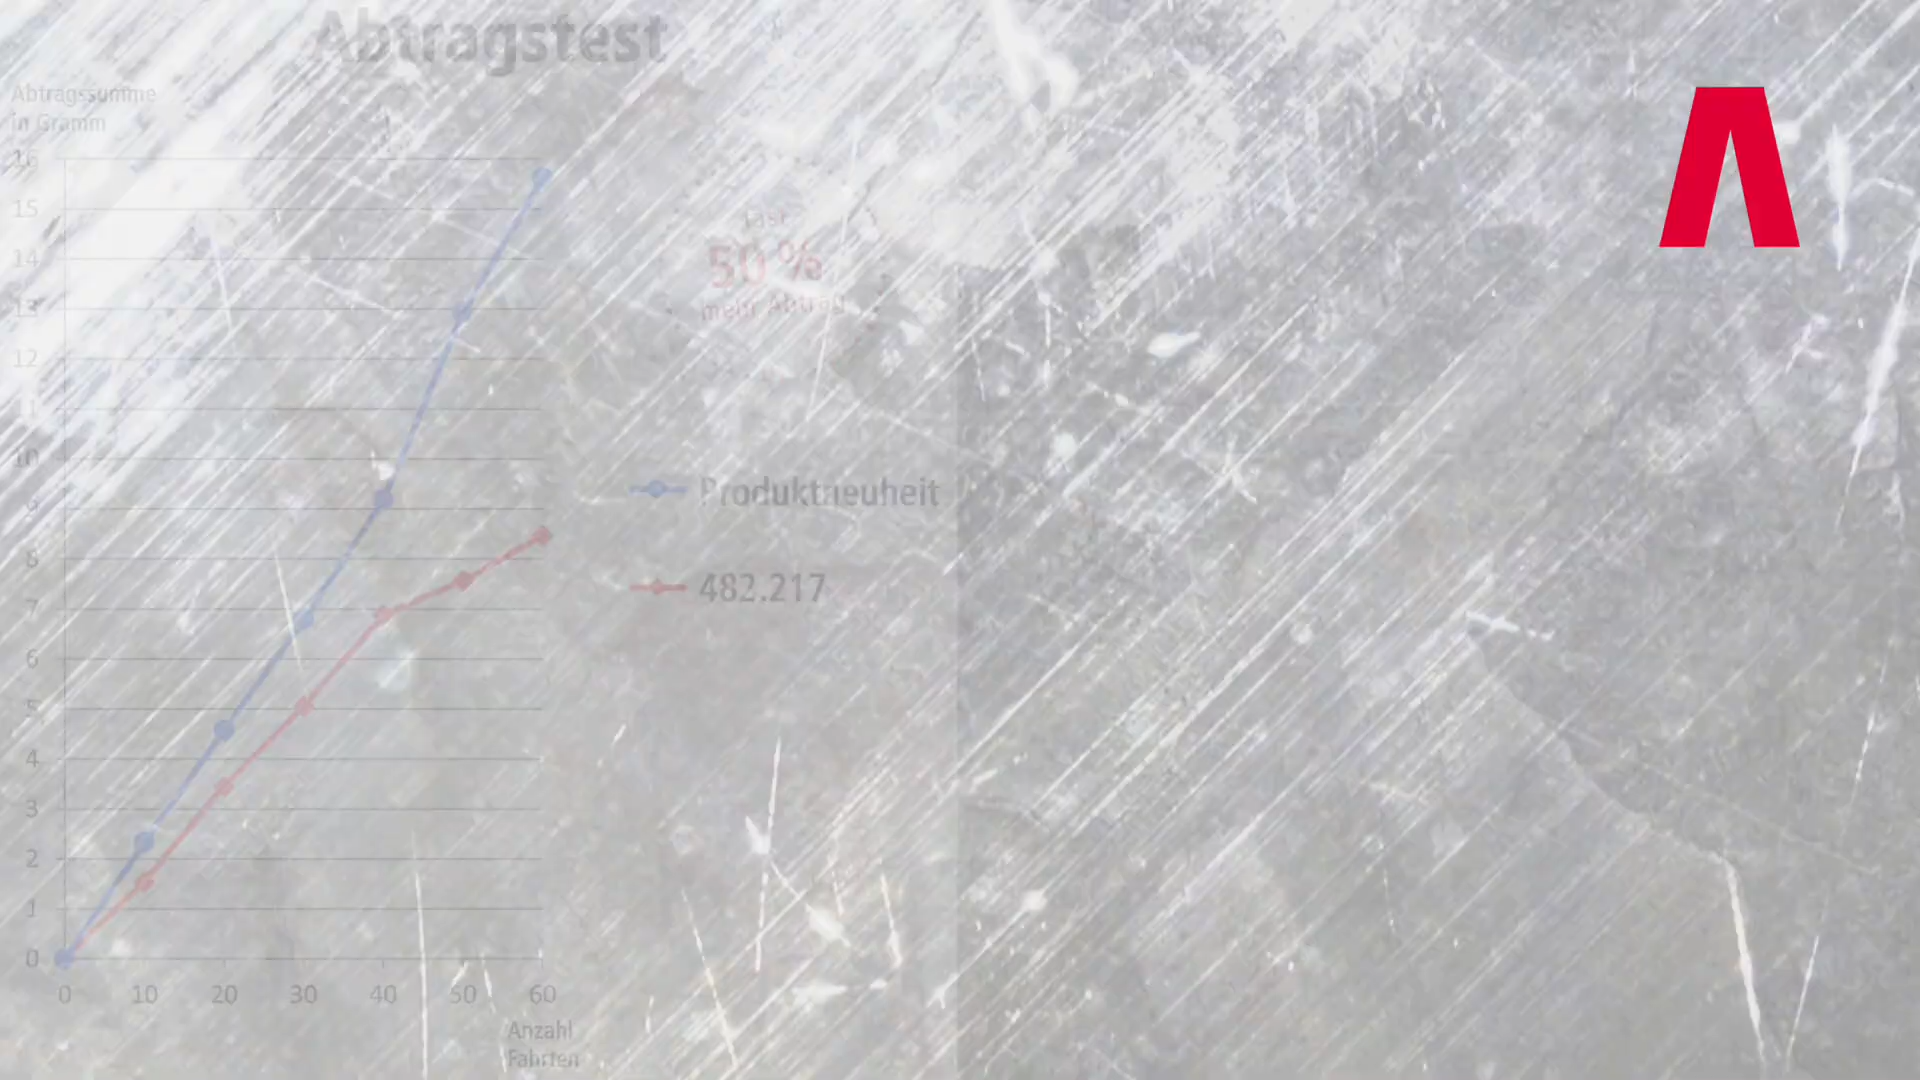 Abtragstest
Abtragssumme
in Gramm
16
15
14
13
12
11
10
9
8
7
6
5
4
3
2
1
0
0 10 20 30 40 50 60
Anzahl
Fahrten
fast
50 %
mehr Abtrag
Produktneuheit
482.217